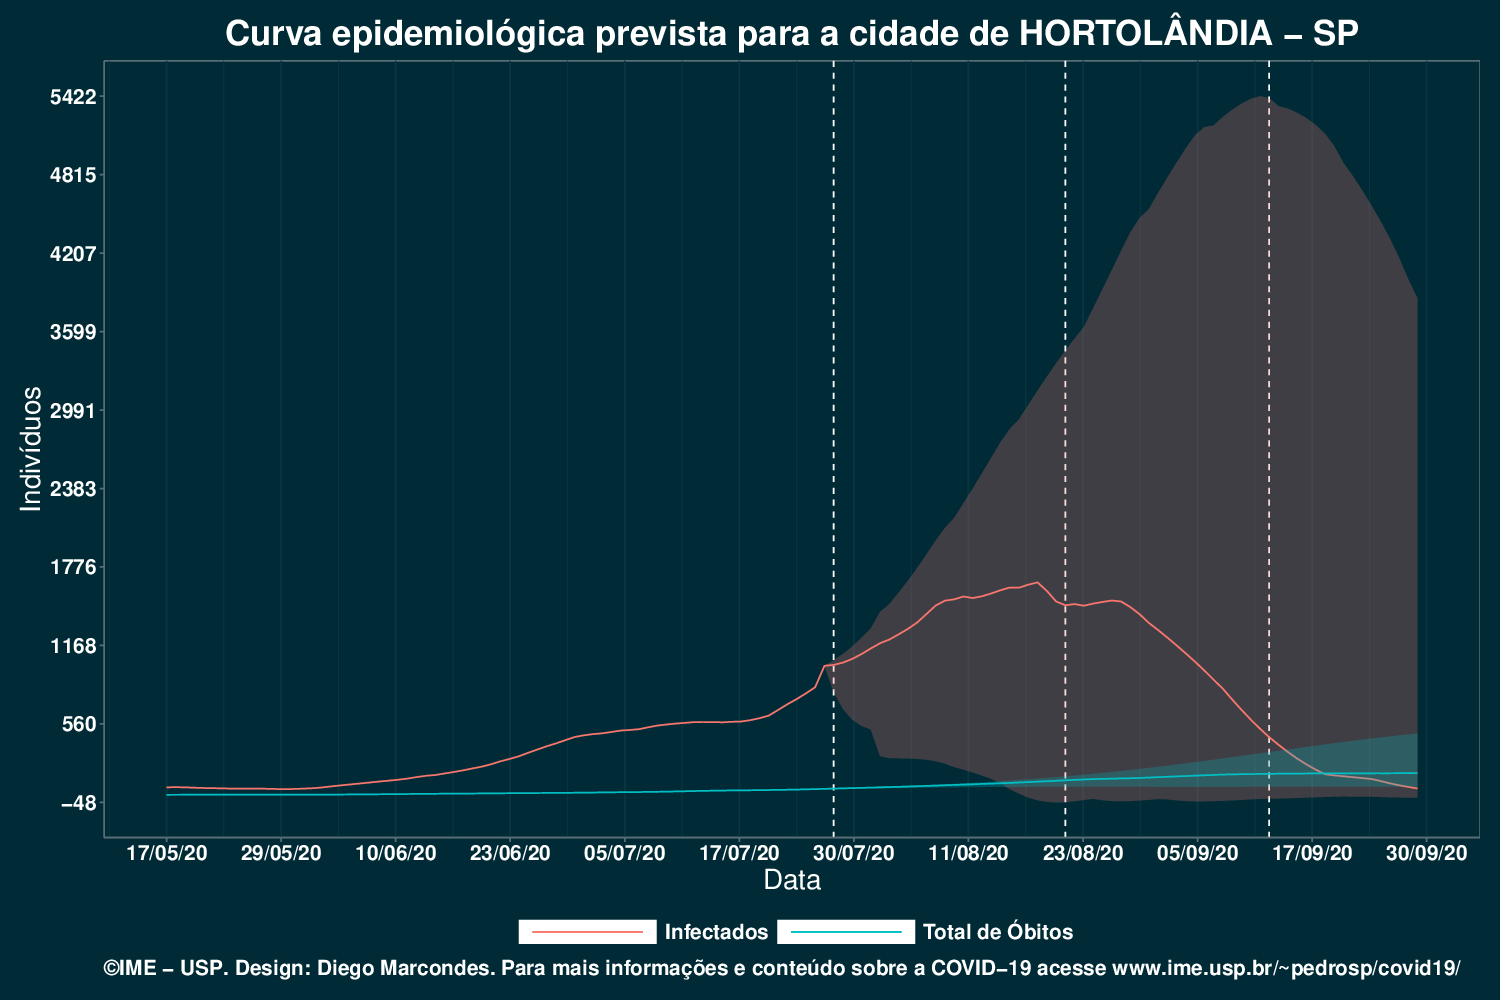 Curva epidemiológica prevista para a cidade de HORTOLÂNDIA – SP
5422
4815
4207
3599
2991
2383
1776
1168
560
−48
Indivíduos
17/05/20 29/05/20 10/06/20 23/06/20 05/07/20 17/07/20 30/07/20 11/08/20 23/08/20 05/09/20 17/09/20 30/09/20
Data
Infectados Total de Óbitos
©IME – USP. Design: Diego Marcondes. Para mais informações e conteúdo sobre a COVID–19 acesse www.ime.usp.br/~pedrosp/covid19/